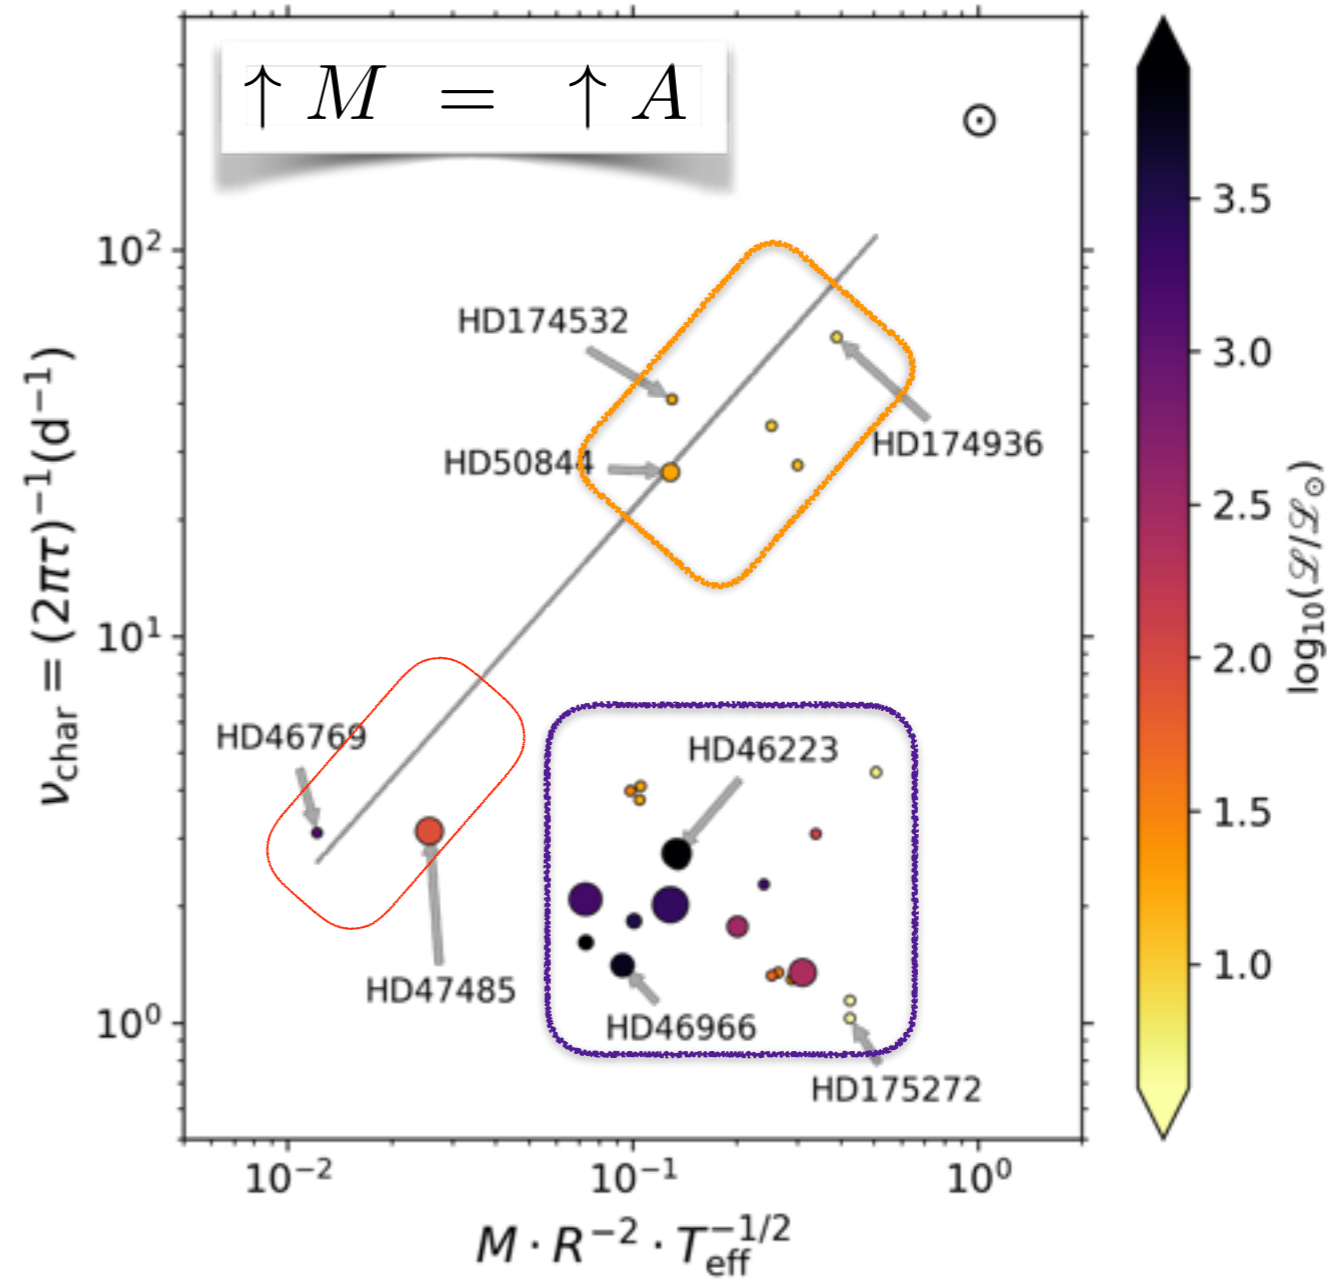 ↑ M = ↑ A
⊙
10²
HD174532
HD50844
HD174936
10¹
HD46769
HD46223
HD47485
HD46966
10⁰
HD175272
10⁻² 10⁻¹ 10⁰
M · R⁻² · T_eff^(−1/2)
ν_char = (2πτ)⁻¹(d⁻¹)
3.5
3.0
2.5
2.0
1.5
1.0
log₁₀(ℒ/ℒ⊙)